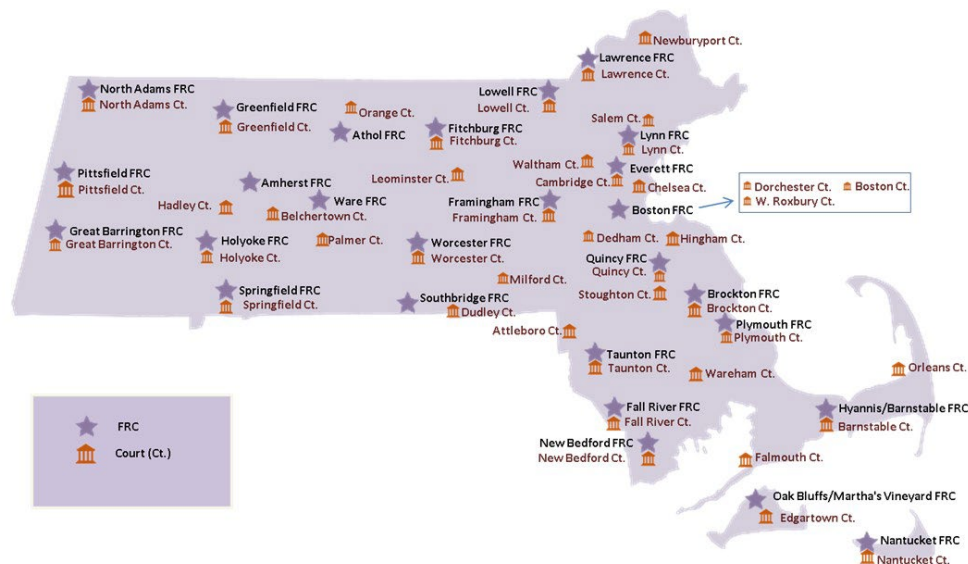 Newburyport Ct.
Lawrence FRC
Lawrence Ct.
North Adams FRC
North Adams Ct.
Lowell FRC
Lowell Ct.
Greenfield FRC
Greenfield Ct.
Orange Ct.
Athol FRC
Fitchburg FRC
Fitchburg Ct.
Salem Ct.
Lynn FRC
Lynn Ct.
Waltham Ct.
Everett FRC
Cambridge Ct.
Chelsea Ct.
Pittsfield FRC
Pittsfield Ct.
Leominster Ct.
Amherst FRC
Ware FRC
Hadley Ct.
Belchertown Ct.
Framingham FRC
Framingham Ct.
Boston FRC
Dorchester Ct.
Boston Ct.
W. Roxbury Ct.
Great Barrington FRC
Great Barrington Ct.
Holyoke FRC
Holyoke Ct.
Palmer Ct.
Worcester FRC
Worcester Ct.
Dedham Ct.
Hingham Ct.
Quincy FRC
Quincy Ct.
Milford Ct.
Stoughton Ct.
Springfield FRC
Springfield Ct.
Southbridge FRC
Dudley Ct.
Brockton FRC
Brockton Ct.
Plymouth FRC
Plymouth Ct.
Attleboro Ct.
Taunton FRC
Taunton Ct.
Wareham Ct.
Orleans Ct.
Fall River FRC
Fall River Ct.
Hyannis/Barnstable FRC
Barnstable Ct.
New Bedford FRC
New Bedford Ct.
Falmouth Ct.
FRC
Court (Ct.)
Oak Bluffs/Martha's Vineyard FRC
Edgartown Ct.
Nantucket FRC
Nantucket Ct.